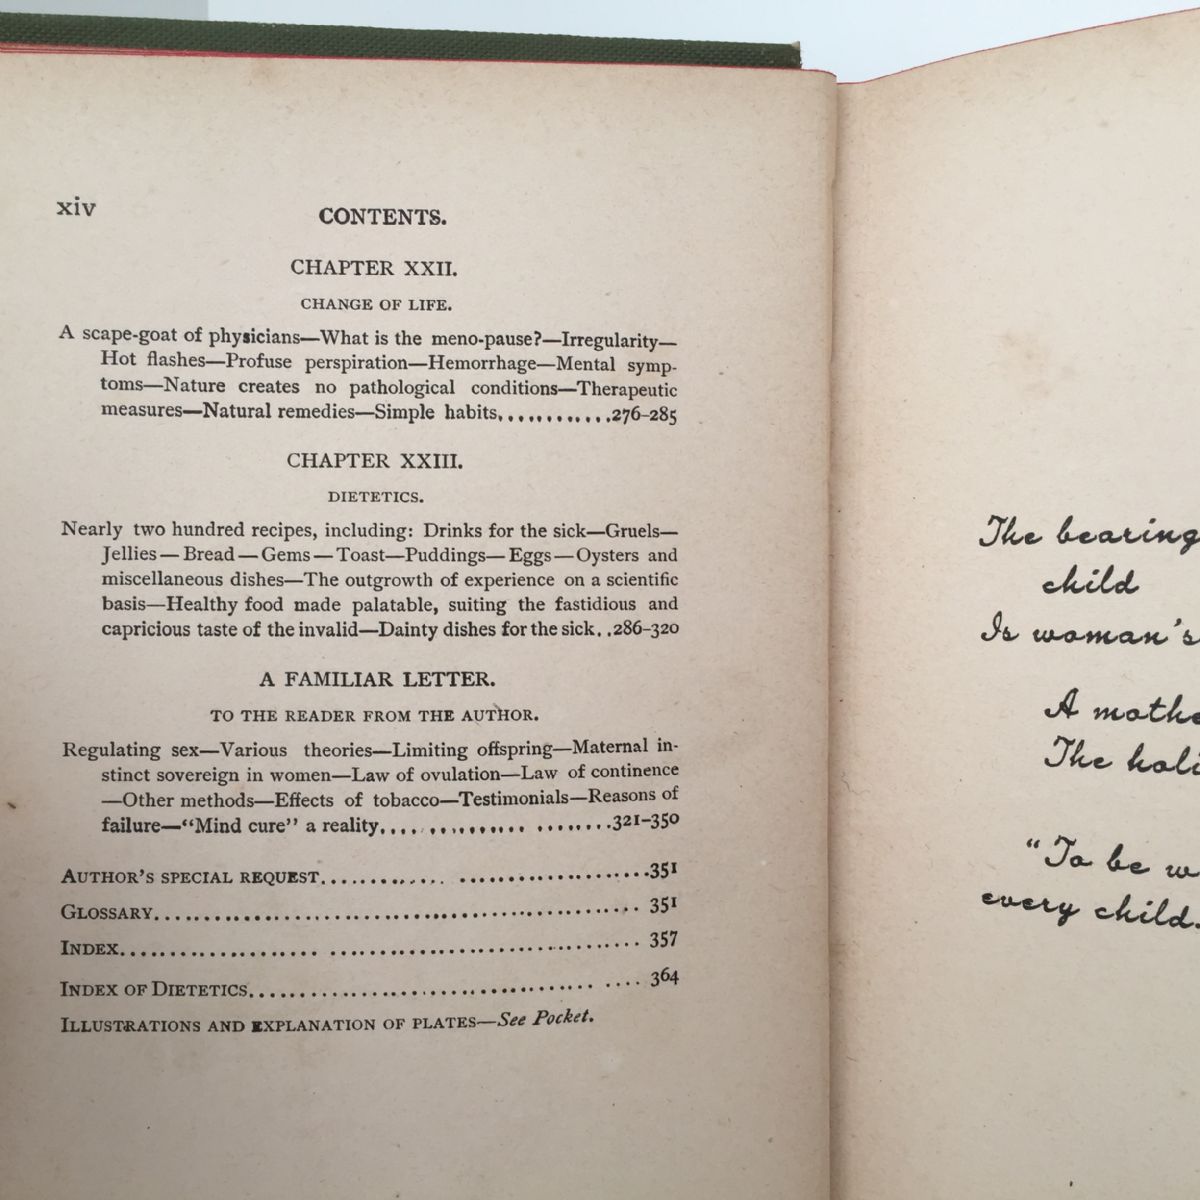 xiv
CONTENTS.
CHAPTER XXII.
CHANGE OF LIFE.
A scape-goat of physicians—What is the meno-pause?—Irregularity—
Hot flashes—Profuse perspiration—Hemorrhage—Mental symp-
toms—Nature creates no pathological conditions—Therapeutic
measures—Natural remedies—Simple habits............276–285
CHAPTER XXIII.
DIETETICS.
Nearly two hundred recipes, including: Drinks for the sick—Gruels—
Jellies—Bread—Gems—Toast—Puddings—Eggs—Oysters and
miscellaneous dishes—The outgrowth of experience on a scientific
basis—Healthy food made palatable, suiting the fastidious and
capricious taste of the invalid—Dainty dishes for the sick. .286–320
A FAMILIAR LETTER.
TO THE READER FROM THE AUTHOR.
Regulating sex—Various theories—Limiting offspring—Maternal in-
stinct sovereign in women—Law of ovulation—Law of continence
—Other methods—Effects of tobacco—Testimonials—Reasons of
failure—“Mind cure” a reality.... ........... ........321–350
AUTHOR'S SPECIAL REQUEST........... .....................351
GLOSSARY....................................... 351
INDEX................. .......................... 357
INDEX OF DIETETICS.............................. .... 364
ILLUSTRATIONS AND EXPLANATION OF PLATES—See Pocket.
The bearing
child
Is woman's
A mothe
The holi
“To be w
every child.